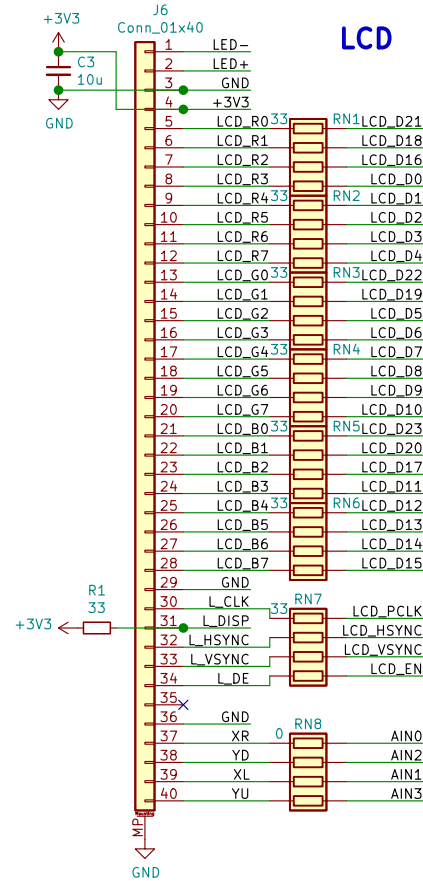 J6
Conn_01x40
LCD
+3V3
C3
10u
GND
1 LED-
2 LED+
3 GND
4 +3V3
5 LCD_R0 33 RN1 LCD_D21
6 LCD_R1 LCD_D18
7 LCD_R2 LCD_D16
8 LCD_R3 LCD_D0
9 LCD_R4 33 RN2 LCD_D1
10 LCD_R5 LCD_D2
11 LCD_R6 LCD_D3
12 LCD_R7 LCD_D4
13 LCD_G0 33 RN3 LCD_D22
14 LCD_G1 LCD_D19
15 LCD_G2 LCD_D5
16 LCD_G3 LCD_D6
17 LCD_G4 33 RN4 LCD_D7
18 LCD_G5 LCD_D8
19 LCD_G6 LCD_D9
20 LCD_G7 LCD_D10
21 LCD_B0 33 RN5 LCD_D23
22 LCD_B1 LCD_D20
23 LCD_B2 LCD_D17
24 LCD_B3 LCD_D11
25 LCD_B4 33 RN6 LCD_D12
26 LCD_B5 LCD_D13
27 LCD_B6 LCD_D14
28 LCD_B7 LCD_D15
29 GND
R1
33
+3V3
30 L_CLK 33 RN7 LCD_PCLK
31 L_DISP
32 L_HSYNC LCD_HSYNC
33 L_VSYNC LCD_VSYNC
34 L_DE LCD_EN
35
36 GND
37 XR 0 RN8 AIN0
38 YD AIN2
39 XL AIN1
40 YU AIN3
MP
GND